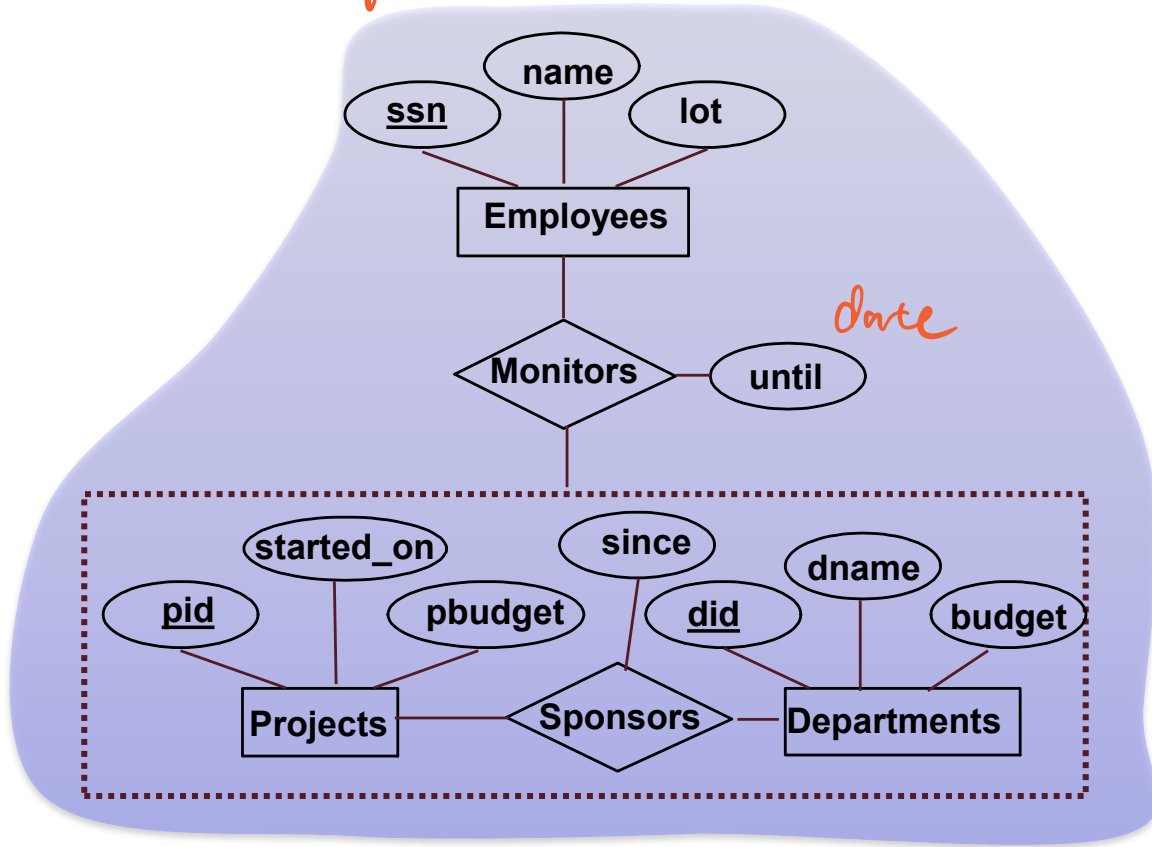 name
ssn
lot
Employees
date
Monitors
until
started_on
since
dname
pid
pbudget
did
budget
Projects
Sponsors
Departments